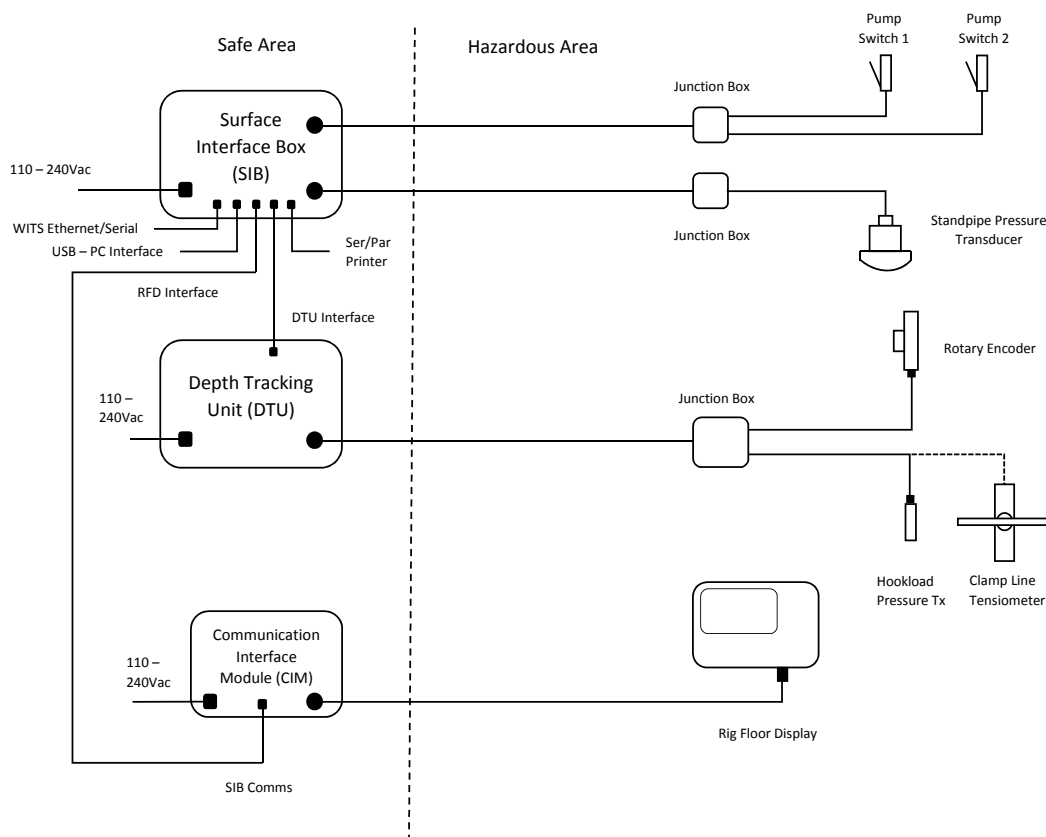 Safe Area
Hazardous Area
Pump
Switch 1
Pump
Switch 2
Junction Box
Surface
Interface Box
(SIB)
110 – 240Vac
WITS Ethernet/Serial
USB – PC Interface
Ser/Par
Printer
Junction Box
Standpipe Pressure
Transducer
RFD Interface
DTU Interface
Rotary Encoder
Depth Tracking
Unit (DTU)
110 –
240Vac
Junction Box
Hookload
Pressure Tx
Clamp Line
Tensiometer
Communication
Interface
Module (CIM)
110 –
240Vac
Rig Floor Display
SIB Comms